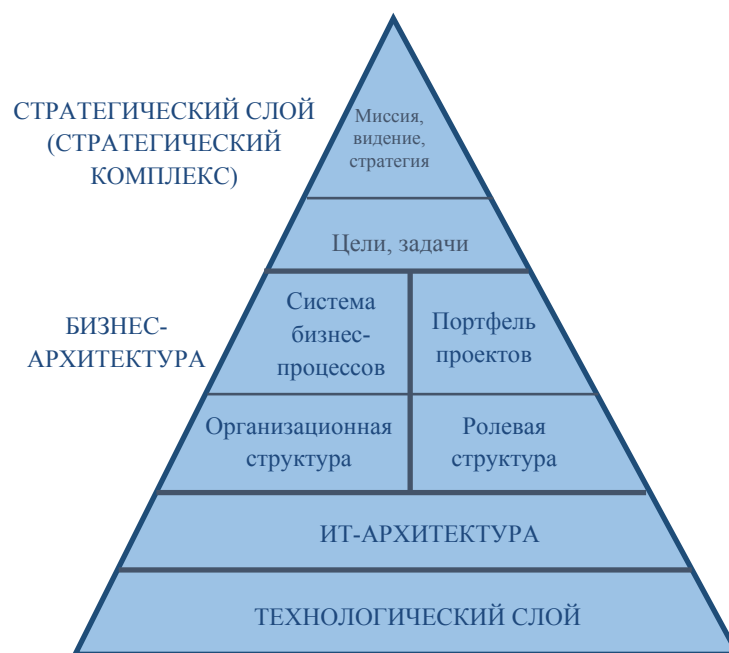 СТРАТЕГИЧЕСКИЙ СЛОЙ
(СТРАТЕГИЧЕСКИЙ
КОМПЛЕКС)
Миссия,
видение,
стратегия
Цели, задачи
БИЗНЕС-
АРХИТЕКТУРА
Система
бизнес-
процессов
Портфель
проектов
Организационная
структура
Ролевая
структура
ИТ-АРХИТЕКТУРА
ТЕХНОЛОГИЧЕСКИЙ СЛОЙ